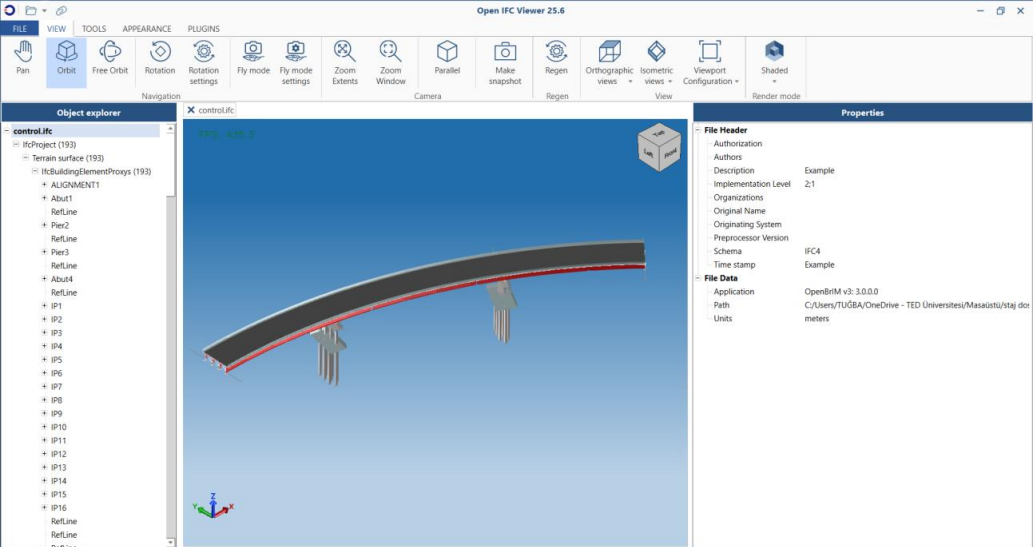 Open IFC Viewer 25.6
FILE VIEW TOOLS APPEARANCE PLUGINS
Pan Orbit Free Orbit Rotation Rotation settings Fly mode Fly mode settings Zoom Extents Zoom Window Parallel Make snapshot Regen Orthographic views Isometric views Viewport Configuration Shaded
Navigation Camera Regen View Render mode
Object explorer
control.ifc
IfcProject (193)
Terrain surface (193)
IfcBuildingElementProxys (193)
ALIGNMENT1
Abut1
RefLine
Pier2
RefLine
Pier3
RefLine
Abut4
RefLine
IP1
IP2
IP3
IP4
IP5
IP6
IP7
IP8
IP9
IP10
IP11
IP12
IP13
IP14
IP15
IP16
RefLine
RefLine
control.ifc
Left
Z
Y
X
Properties
File Header
Authorization
Authors
Description Example
Implementation Level 2;1
Organizations
Original Name
Originating System
Preprocessor Version
Schema IFC4
Time stamp Example
File Data
Application OpenBrIM v3: 3.0.0.0
Path C:/Users/TUĞBA/OneDrive - TED Üniversitesi/Masaüstü/staj dos
Units meters